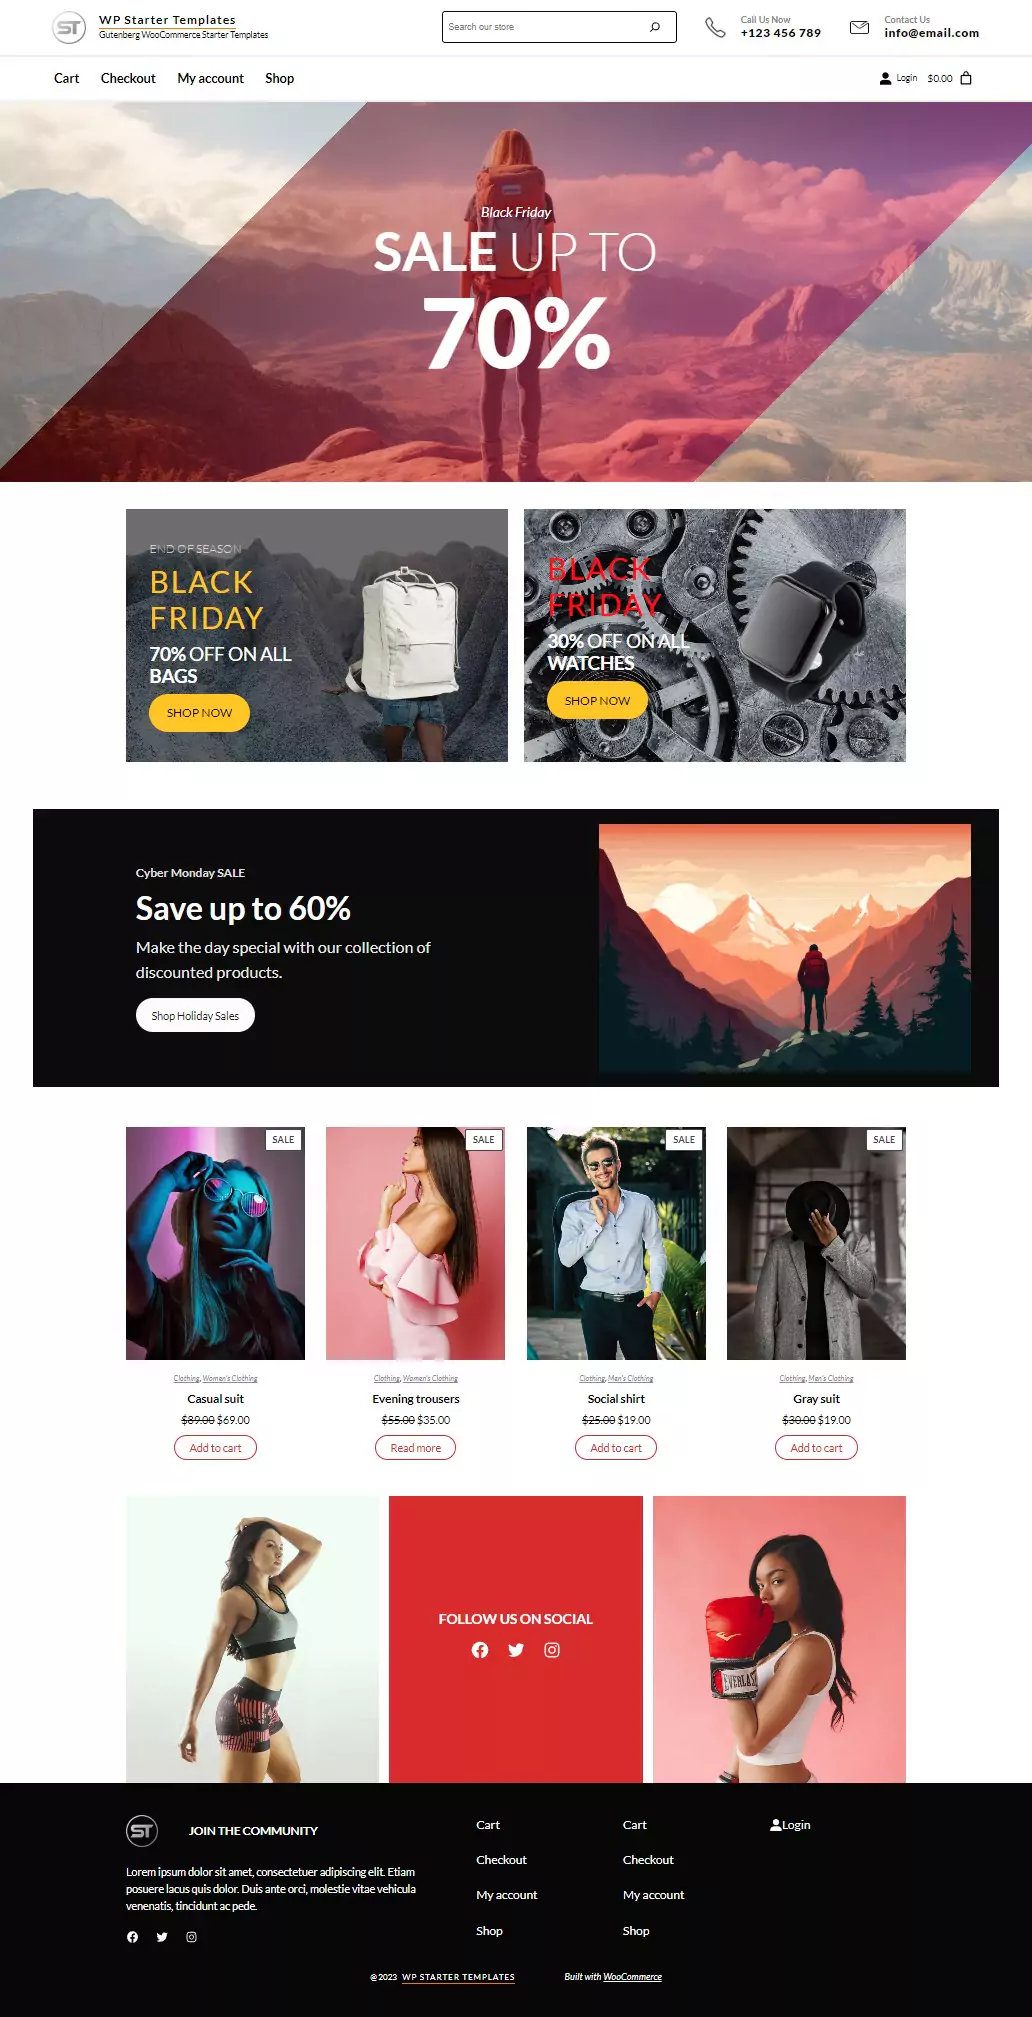 ST
WP Starter Templates
Gutenberg WooCommerce Starter Templates
Search our store
Call Us Now
+123 456 789
Contact Us
info@email.com
Cart
Checkout
My account
Shop
Login
$0.00
Black Friday
SALE UP TO
70%
END OF SEASON
BLACK
FRIDAY
70% OFF ON ALL
BAGS
SHOP NOW
BLACK
FRIDAY
30% OFF ON ALL
WATCHES
SHOP NOW
Cyber Monday SALE
Save up to 60%
Make the day special with our collection of
discounted products.
Shop Holiday Sales
SALE
SALE
SALE
SALE
Clothing, Women's Clothing
Casual suit
$89.00 $69.00
Add to cart
Clothing, Women's Clothing
Evening trousers
$55.00 $35.00
Read more
Clothing, Men's Clothing
Social shirt
$25.00 $19.00
Add to cart
Clothing, Men's Clothing
Gray suit
$30.00 $19.00
Add to cart
FOLLOW US ON SOCIAL
EVERLAST
ST
JOIN THE COMMUNITY
Lorem ipsum dolor sit amet, consectetuer adipiscing elit. Etiam
posuere lacus quis dolor. Duis ante orci, molestie vitae vehicula
venenatis, tincidunt ac pede.
Cart
Checkout
My account
Shop
Cart
Checkout
My account
Shop
Login
@2023 WP STARTER TEMPLATES
Built with WooCommerce